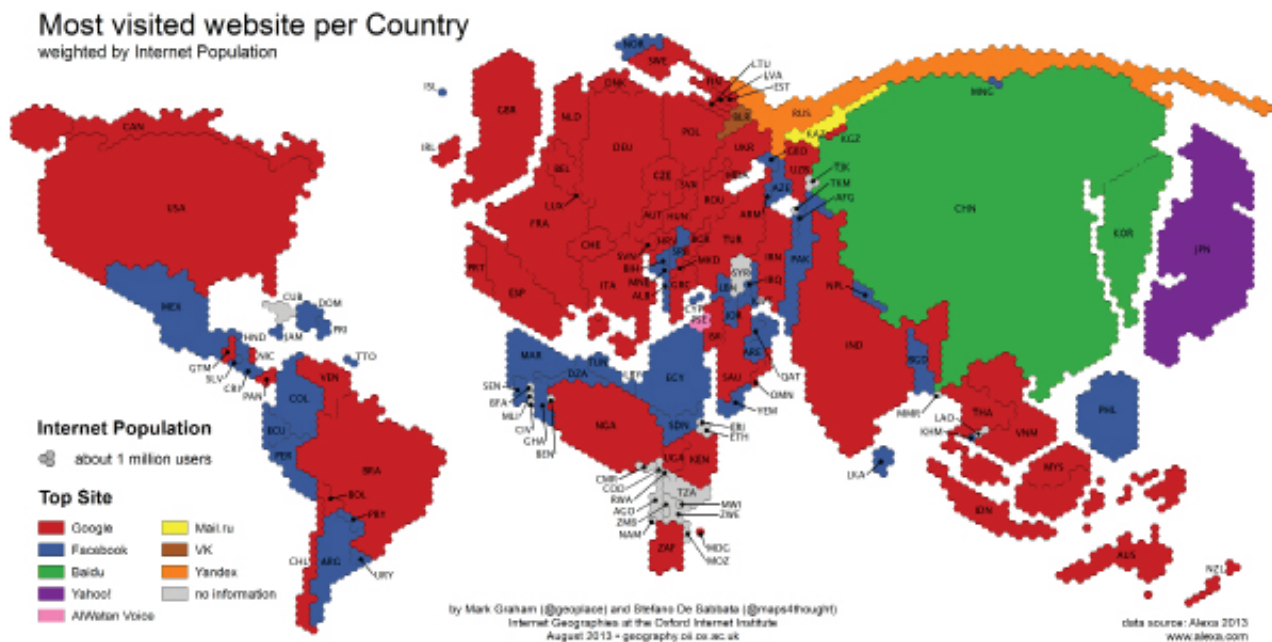 Most visited website per Country
weighted by Internet Population
CAN
USA
MEX
CUB
DOM
PRI
JAM
HND
NIC
GTM
SLV
CRI
PAN
TTO
VEN
COL
ECU
PER
BRA
BOL
PRY
CHL
ARG
URY
ISL
IRL
GBR
NOR
SWE
FIN
DNK
LTU
LVA
EST
NLD
DEU
POL
BLR
RUS
UKR
BEL
LUX
CZE
SVK
FRA
AUT
HUN
ROU
CHE
SVN
HRV
SRB
BGR
BIH
MKD
MNE
ALB
GRC
PRT
ESP
ITA
TUR
ARM
GEO
AZE
KAZ
KGZ
UZB
TJK
TKM
AFG
MNG
CHN
KOR
JPN
IRN
PAK
SYR
IRQ
LBN
CYP
PSE
JOR
ISR
ARE
QAT
SAU
OMN
YEM
NPL
IND
BGD
MMR
LAO
THA
KHM
VNM
PHL
LKA
MYS
IDN
AUS
NZL
MAR
DZA
TUN
LBY
EGY
SEN
BFA
MLI
CIV
GHA
BEN
NGA
SDN
ERI
ETH
UGA
KEN
CMR
COD
RWA
TZA
AGO
MWI
ZMB
ZWE
NAM
ZAF
MDG
MOZ
Internet Population
about 1 million users
Top Site
Google
Facebook
Baidu
Yahoo!
AlWatan Voice
Mail.ru
VK
Yandex
no information
by Mark Graham (@geoplace) and Stefano De Sabbata (@maps4thought)
Internet Geographies at the Oxford Internet Institute
August 2013 • geography.oii.ox.ac.uk
data source: Alexa 2013
www.alexa.com